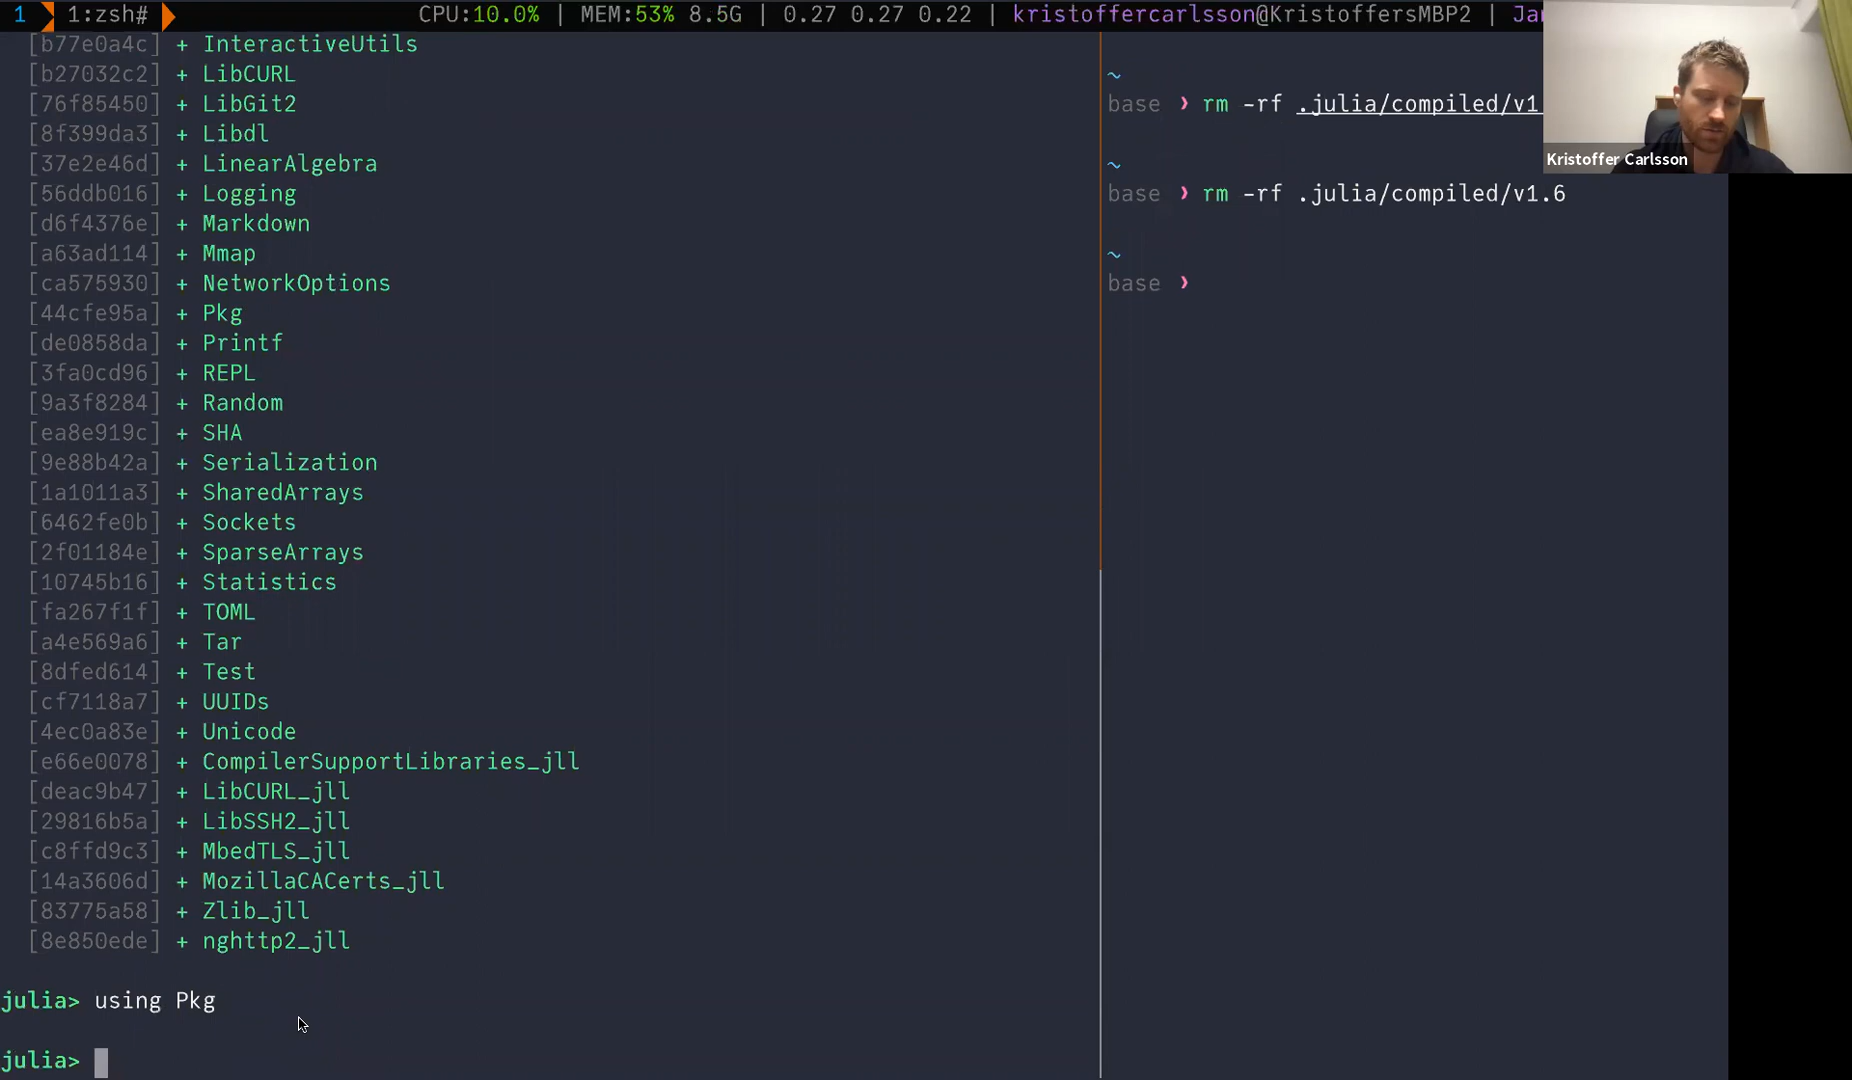 1 1:zsh# CPU:10.0% | MEM:53% 8.5G | 0.27 0.27 0.22 | kristoffercarlsson@KristoffersMBP2 |
[b77e0a4c] + InteractiveUtils
[b27032c2] + LibCURL
[76f85450] + LibGit2
[8f399da3] + Libdl
[37e2e46d] + LinearAlgebra
[56ddb016] + Logging
[d6f4376e] + Markdown
[a63ad114] + Mmap
[ca575930] + NetworkOptions
[44cfe95a] + Pkg
[de0858da] + Printf
[3fa0cd96] + REPL
[9a3f8284] + Random
[ea8e919c] + SHA
[9e88b42a] + Serialization
[1a1011a3] + SharedArrays
[6462fe0b] + Sockets
[2f01184e] + SparseArrays
[10745b16] + Statistics
[fa267f1f] + TOML
[a4e569a6] + Tar
[8dfed614] + Test
[cf7118a7] + UUIDs
[4ec0a83e] + Unicode
[e66e0078] + CompilerSupportLibraries_jll
[deac9b47] + LibCURL_jll
[29816b5a] + LibSSH2_jll
[c8ffd9c3] + MbedTLS_jll
[14a3606d] + MozillaCACerts_jll
[83775a58] + Zlib_jll
[8e850ede] + nghttp2_jll
julia> using Pkg
julia>
~
base ❯ rm -rf .julia/compiled/v1
~
base ❯ rm -rf .julia/compiled/v1.6
~
base ❯
Kristoffer Carlsson